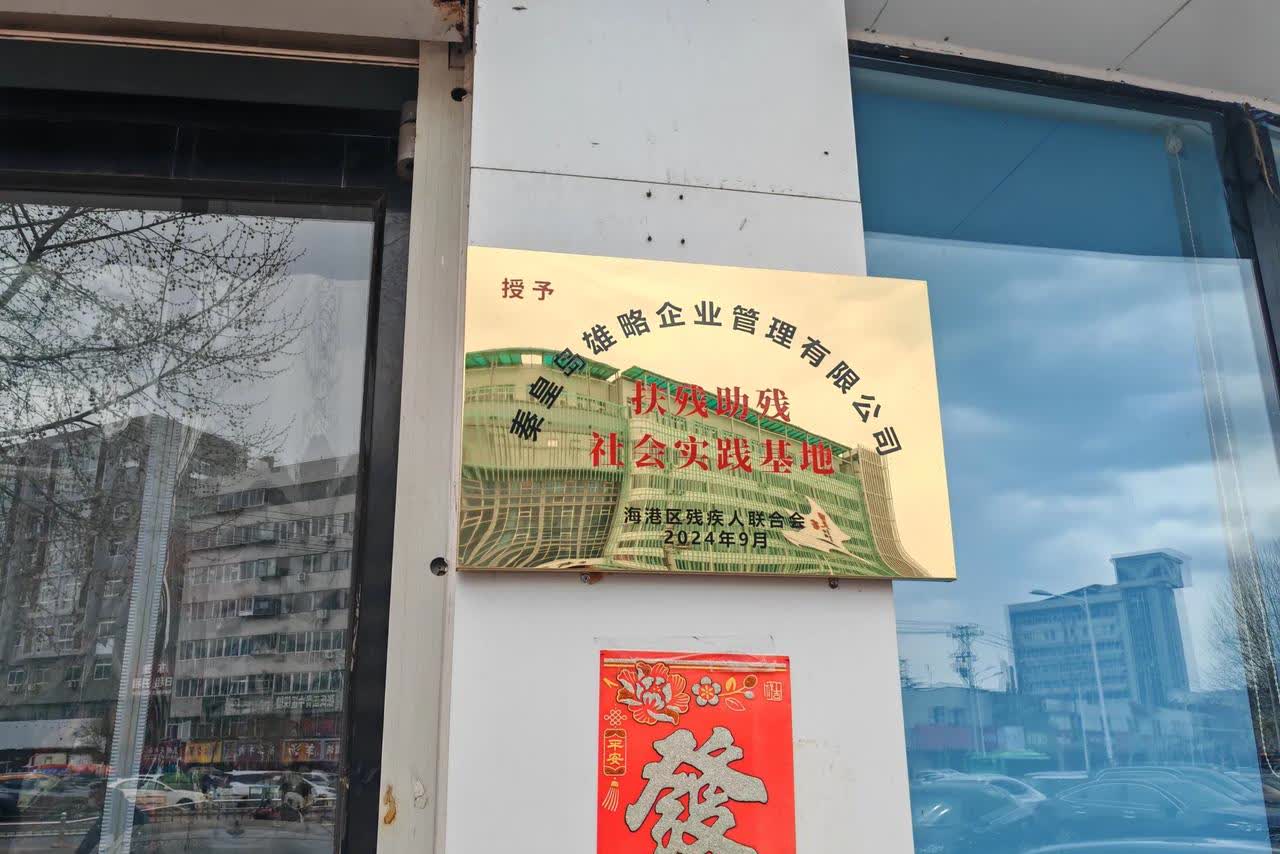 授予
秦皇岛雄略企业管理有限公司
扶残助残
社会实践基地
海港区残疾人联合会
2024年9月
平安
發